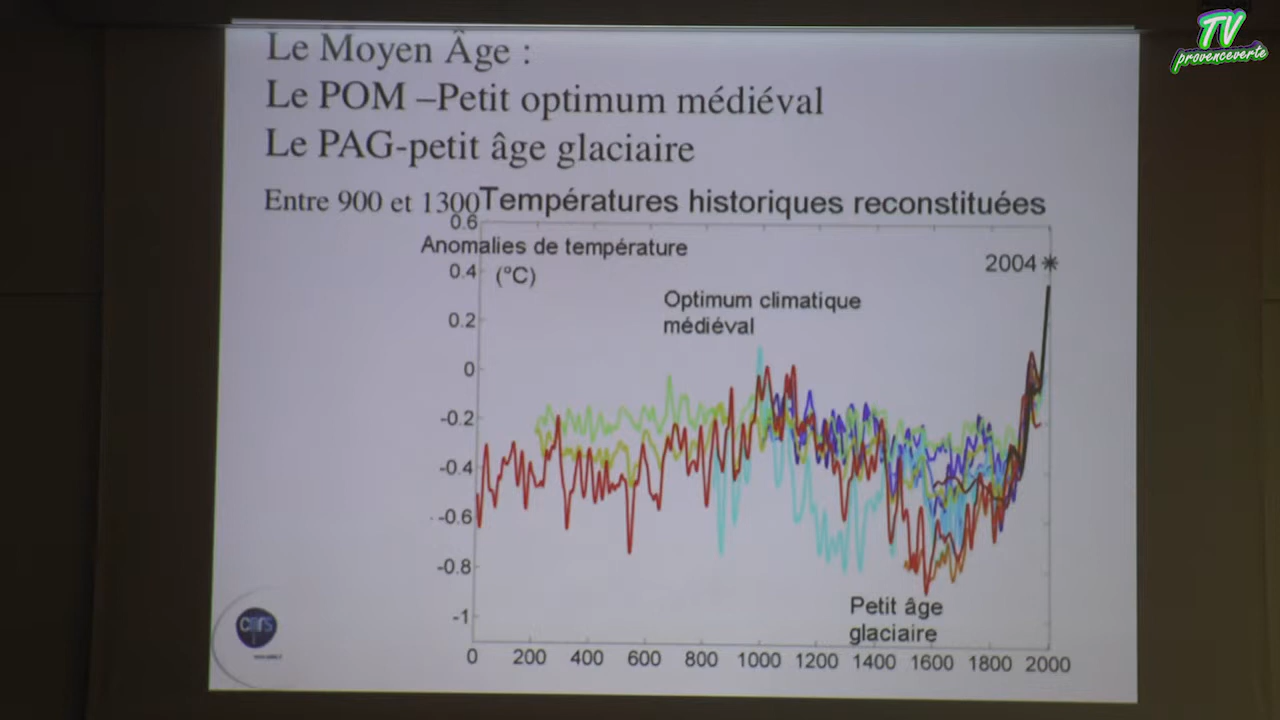 TV
provenceverte
Le Moyen Âge :
Le POM –Petit optimum médiéval
Le PAG-petit âge glaciaire
Entre 900 et 1300
Températures historiques reconstituées
Anomalies de température
(°C)
0.6
0.4
0.2
0
-0.2
-0.4
-0.6
-0.8
-1
2004
Optimum climatique
médiéval
Petit âge
glaciaire
0 200 400 600 800 1000 1200 1400 1600 1800 2000
cnrs